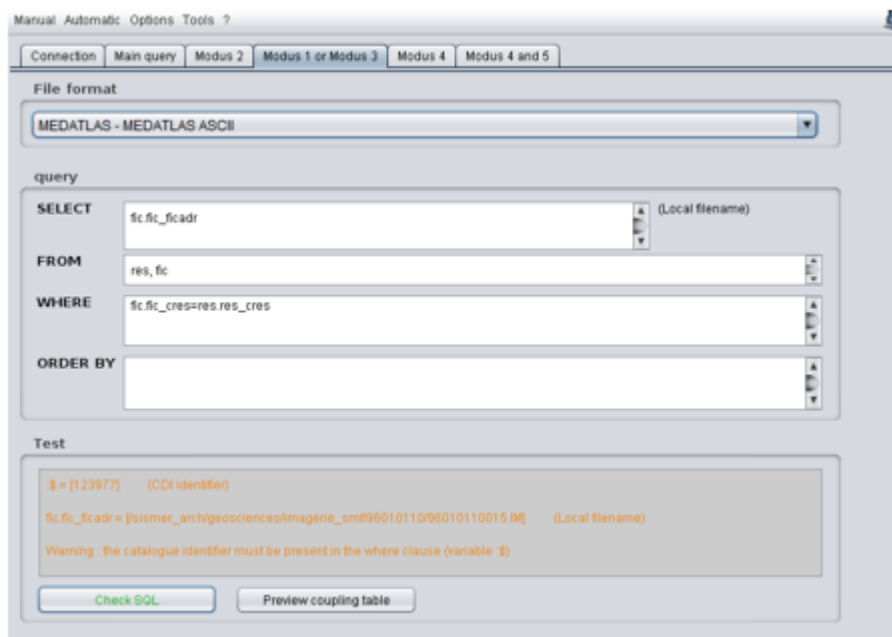 Manual Automatic Options Tools ?
Connection Main query Modus 2 Modus 1 or Modus 3 Modus 4 Modus 4 and 5
File format
MEDATLAS - MEDATLAS ASCII
query
SELECT fic.fic_ficadr (Local filename)
FROM res, fic
WHERE fic.fic_cres=res.res_cres
ORDER BY
Test
:$ = [123977] (CDI identifier)
fic.fic_ficadr = [/sismer_arch/geosciences/imagerie_smf/96010110/96010110015.IM] (Local filename)
Warning : the catalogue identifier must be present in the where clause (variable :$)
Check SQL Preview coupling table